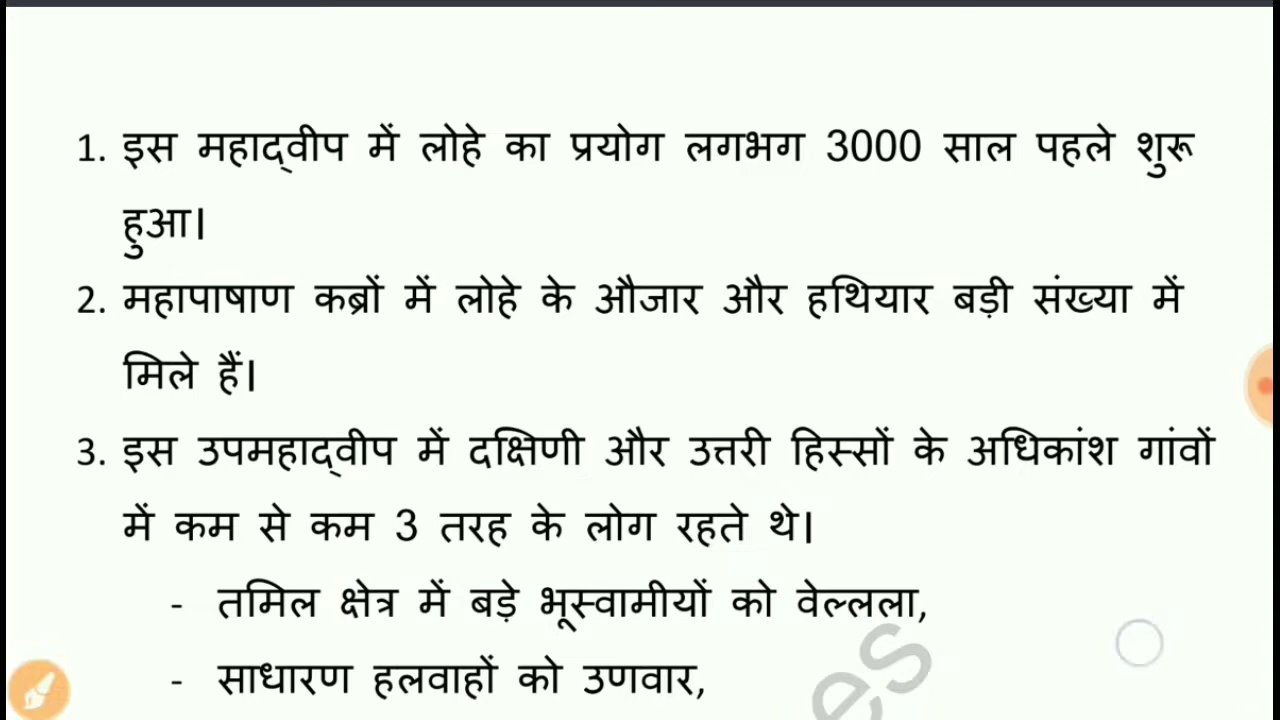 1. इस महाद्वीप में लोहे का प्रयोग लगभग 3000 साल पहले शुरू
हुआ।
2. महापाषाण कब्रों में लोहे के औजार और हथियार बड़ी संख्या में
मिले हैं।
3. इस उपमहाद्वीप में दक्षिणी और उत्तरी हिस्सों के अधिकांश गांवों
में कम से कम 3 तरह के लोग रहते थे।
- तमिल क्षेत्र में बड़े भूस्वामीयों को वेल्लला,
- साधारण हलवाहों को उणवार,
es